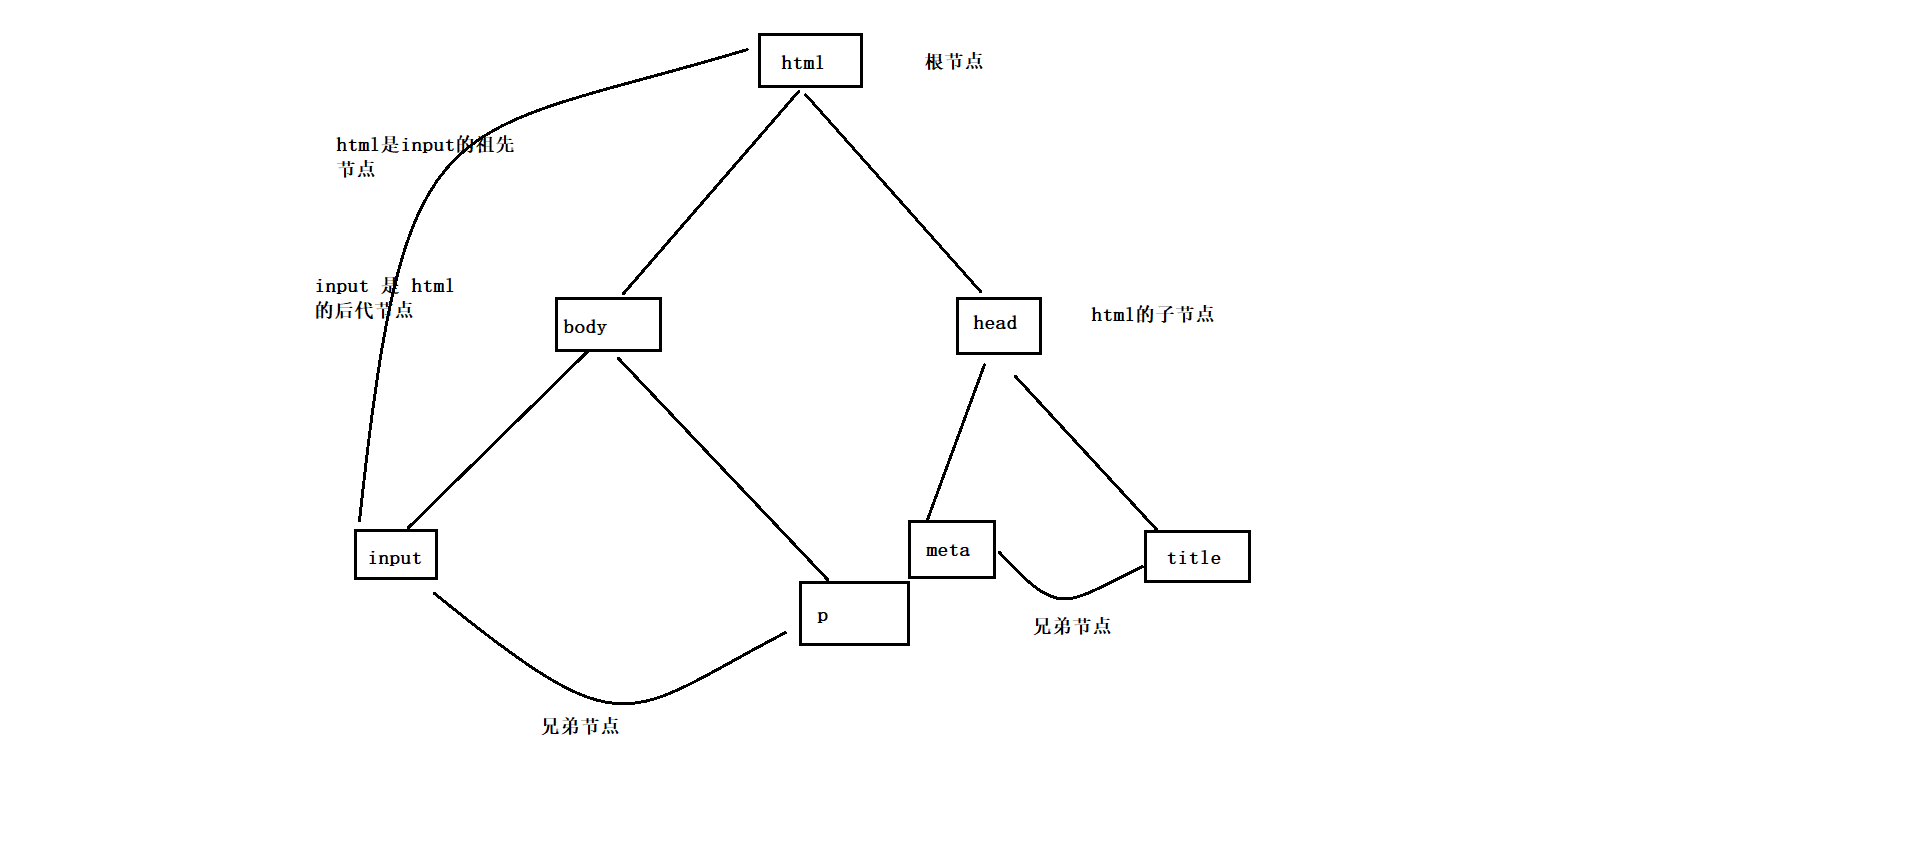 html
根节点
html是input的祖先
节点
input 是 html
的后代节点
body
head
html的子节点
input
p
meta
title
兄弟节点
兄弟节点